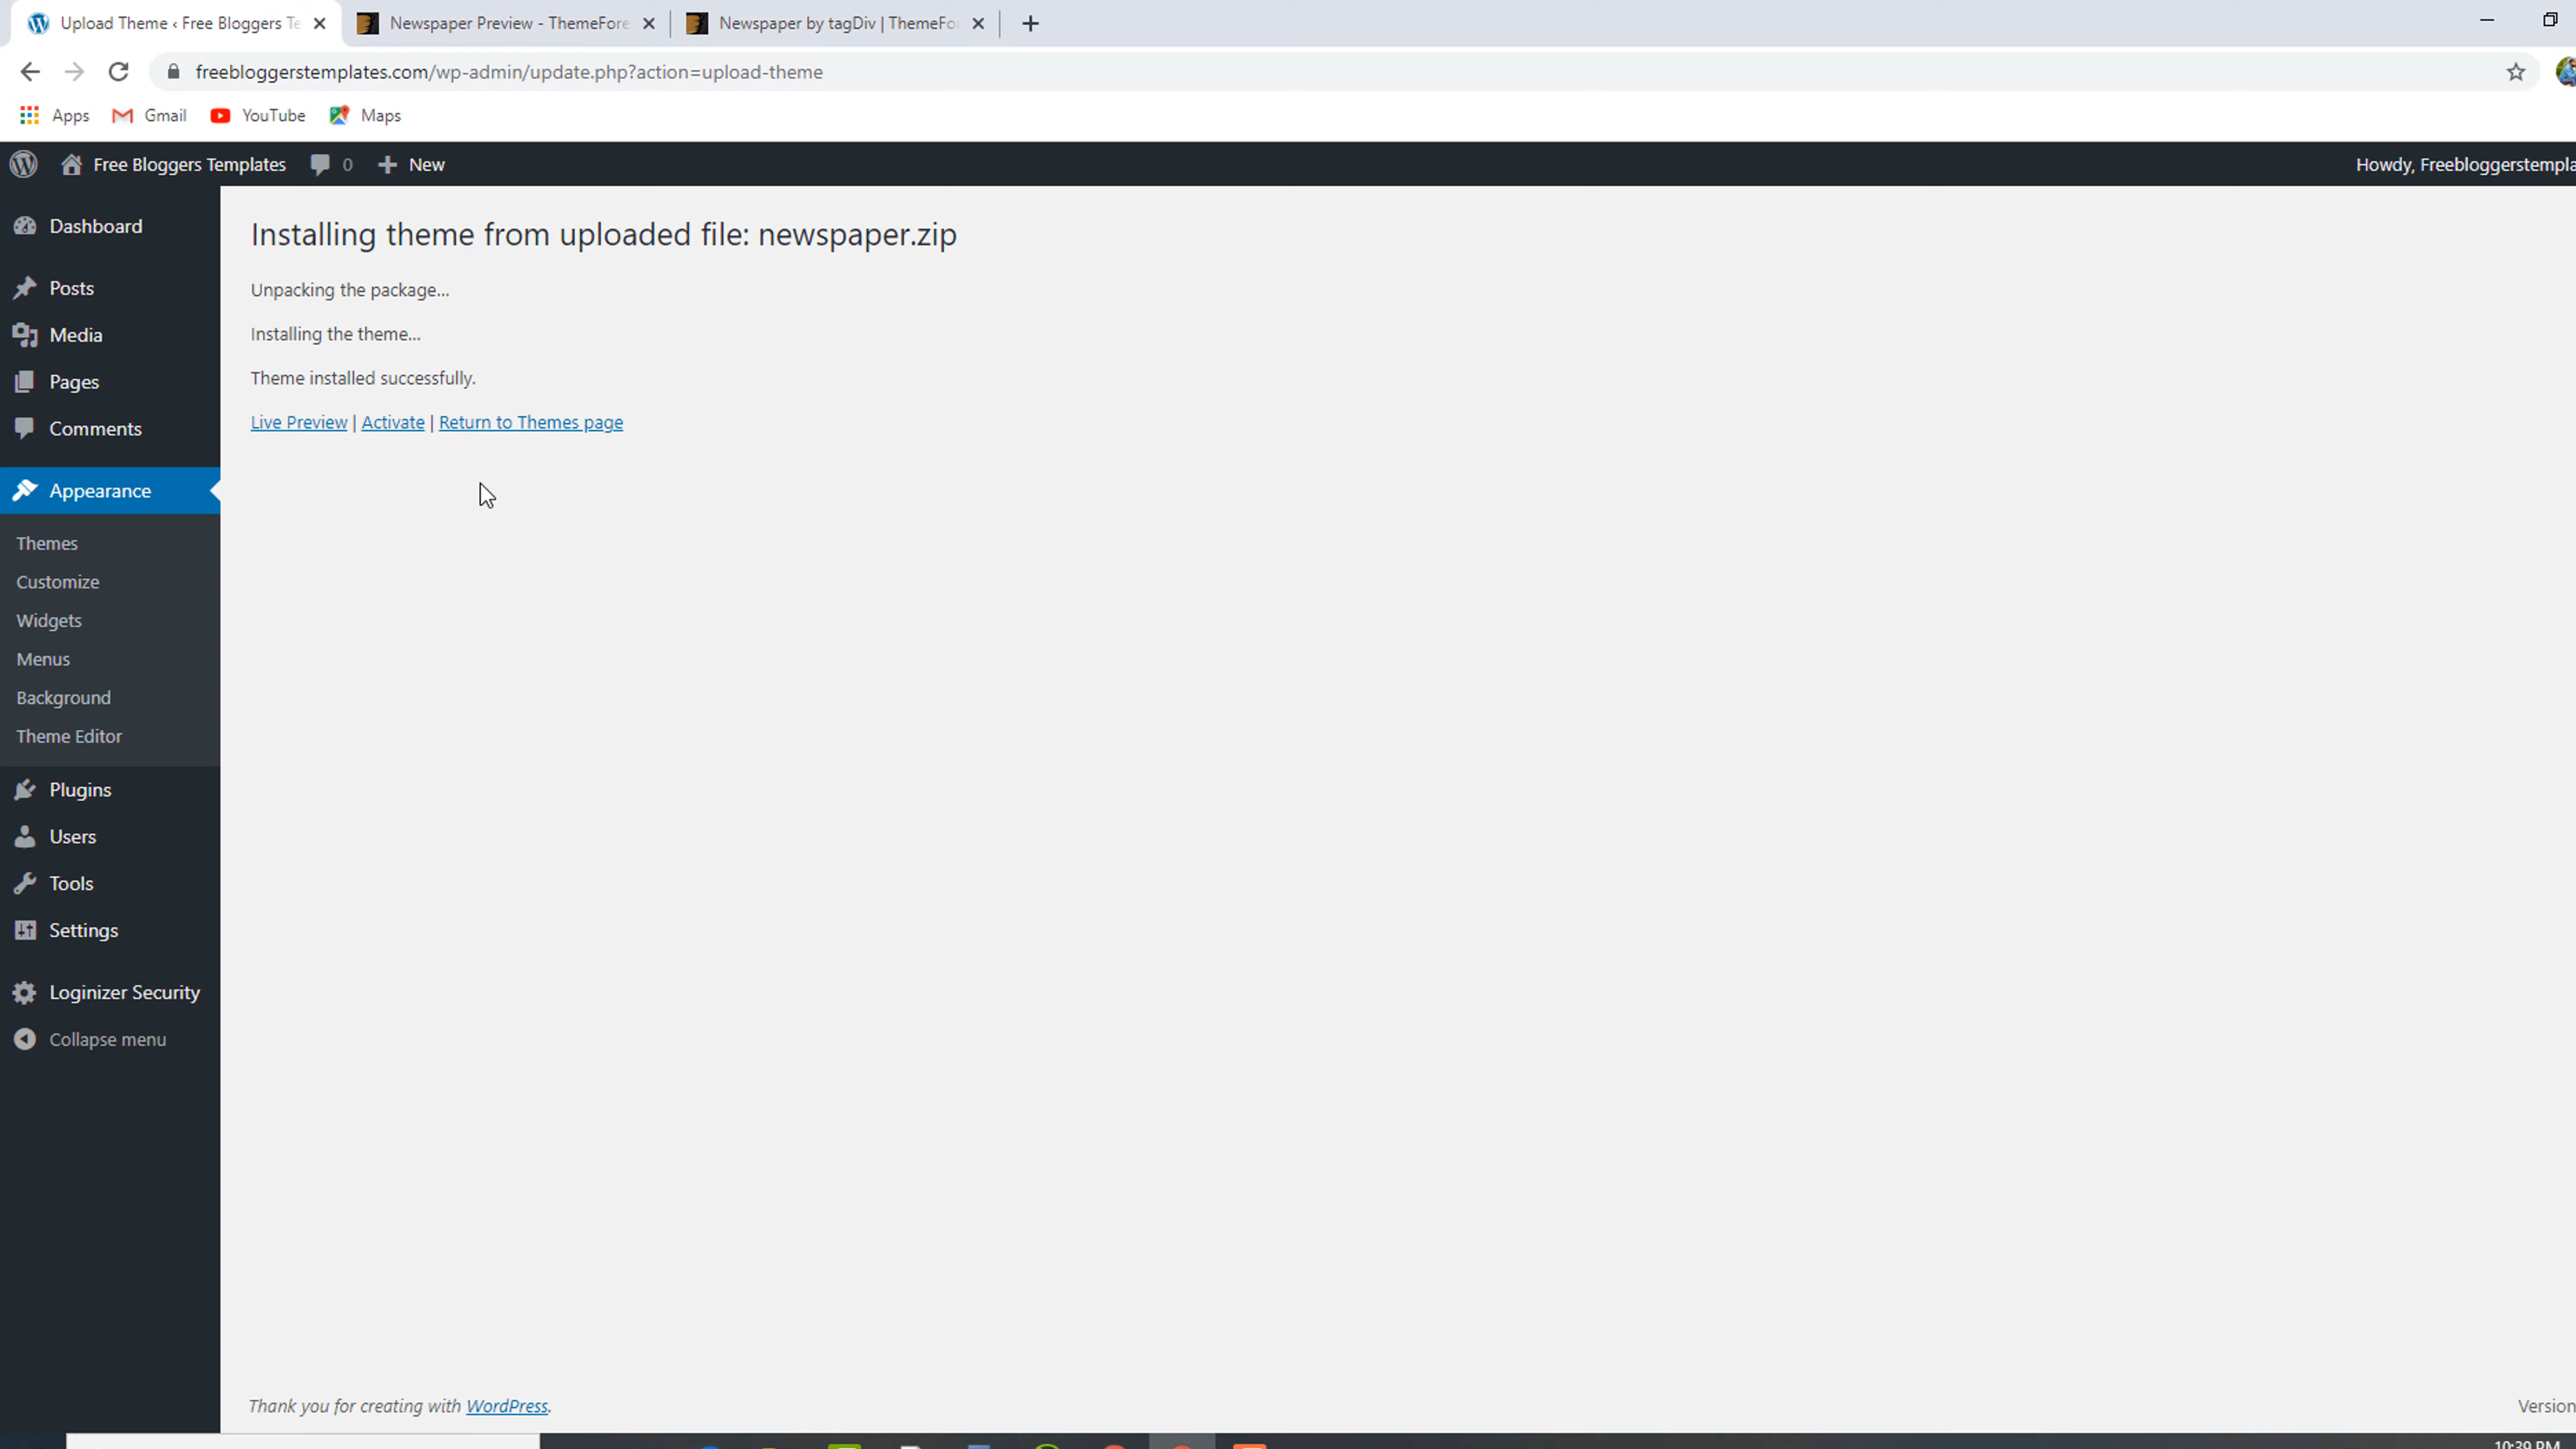 Upload Theme ‹ Free Bloggers Te
Newspaper Preview - ThemeFore
Newspaper by tagDiv | ThemeFo
freebloggerstemplates.com/wp-admin/update.php?action=upload-theme
Apps
Gmail
YouTube
Maps
Free Bloggers Templates
0
New
Howdy, Freebloggerstempla
Dashboard
Posts
Media
Pages
Comments
Appearance
Themes
Customize
Widgets
Menus
Background
Theme Editor
Plugins
Users
Tools
Settings
Loginizer Security
Collapse menu
Installing theme from uploaded file: newspaper.zip
Unpacking the package...
Installing the theme...
Theme installed successfully.
Live Preview | Activate | Return to Themes page
Thank you for creating with WordPress.
Version
10:39 PM